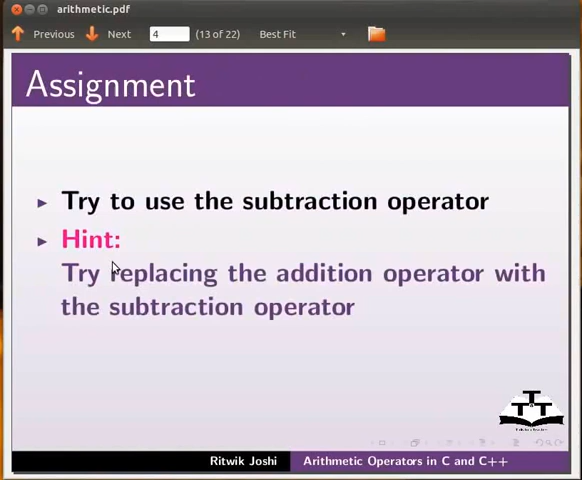 arithmetic.pdf
Previous Next 4 (13 of 22) Best Fit
Assignment
Try to use the subtraction operator
Hint:
Try replacing the addition operator with
the subtraction operator
TTT
Ritwik Joshi Arithmetic Operators in C and C++